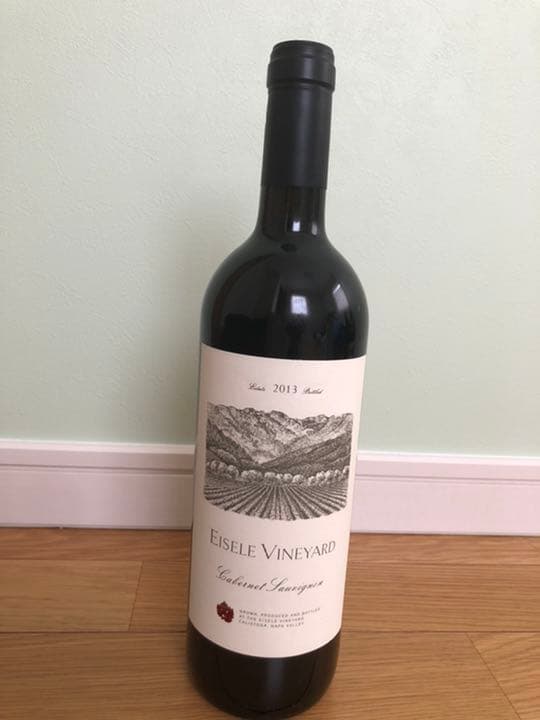 Estate 2013 Bottled
EISELE VINEYARD
Cabernet Sauvignon
GROWN, PRODUCED AND BOTTLED
AT THE EISELE VINEYARD
CALISTOGA, NAPA VALLEY